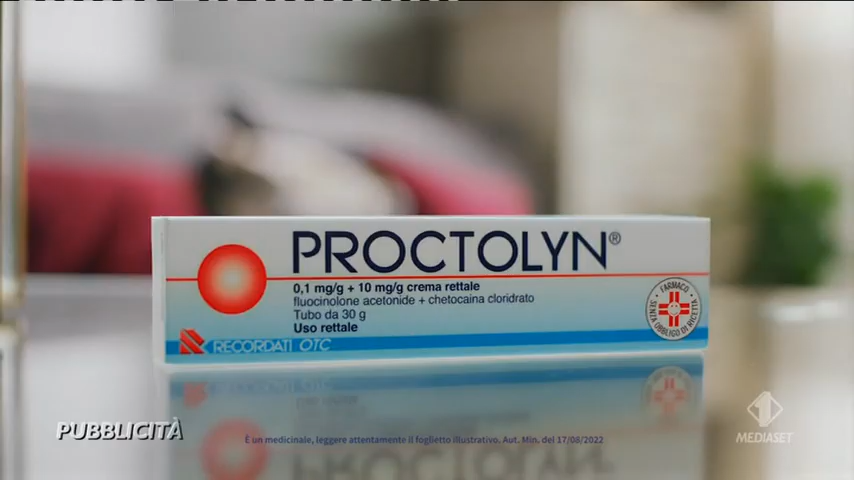 PROCTOLYN®
0,1 mg/g + 10 mg/g crema rettale
fluocinolone acetonide + chetocaina cloridrato
Tubo da 30 g
Uso rettale
FARMACO
SENZA OBBLIGO DI RICETTA
RECORDATI OTC
PUBBLICITÀ
È un medicinale, leggere attentamente il foglietto illustrativo. Aut. Min. del 17/08/2022
1
MEDIASET